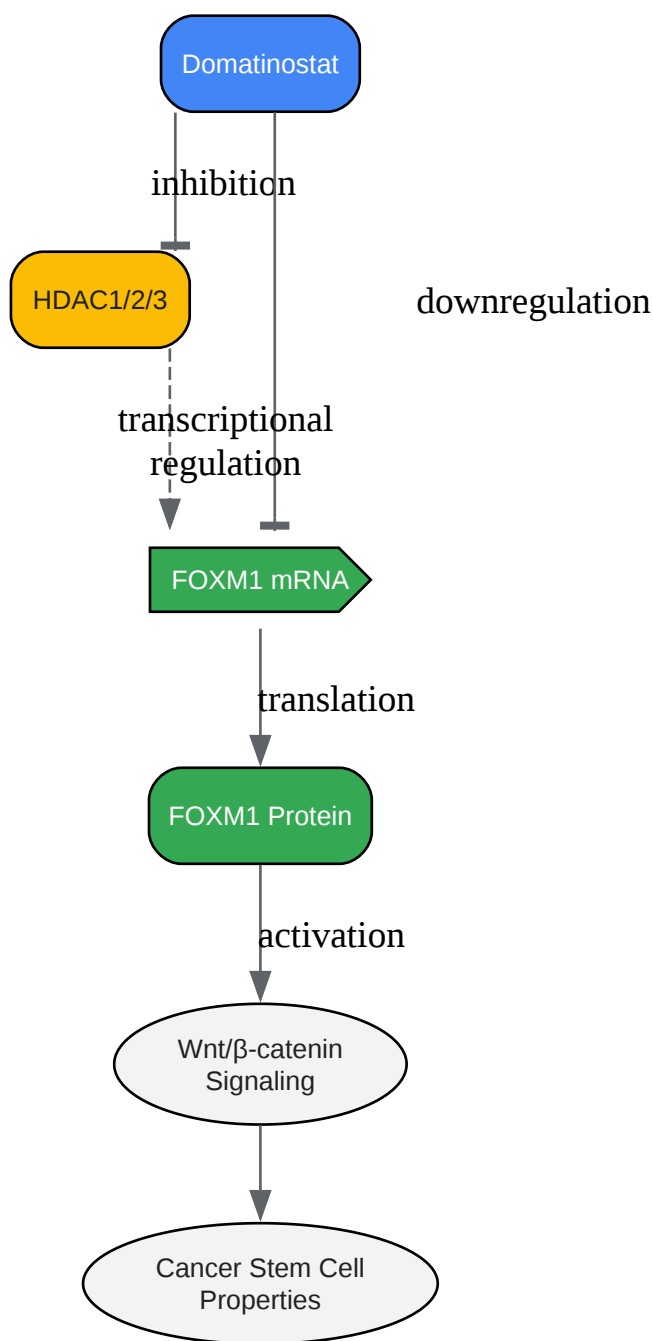 Domatinostat
inhibition
HDAC1/2/3
downregulation
transcriptional
regulation
FOXM1 mRNA
translation
FOXM1 Protein
activation
Wnt/β-catenin
Signaling
Cancer Stem Cell
Properties